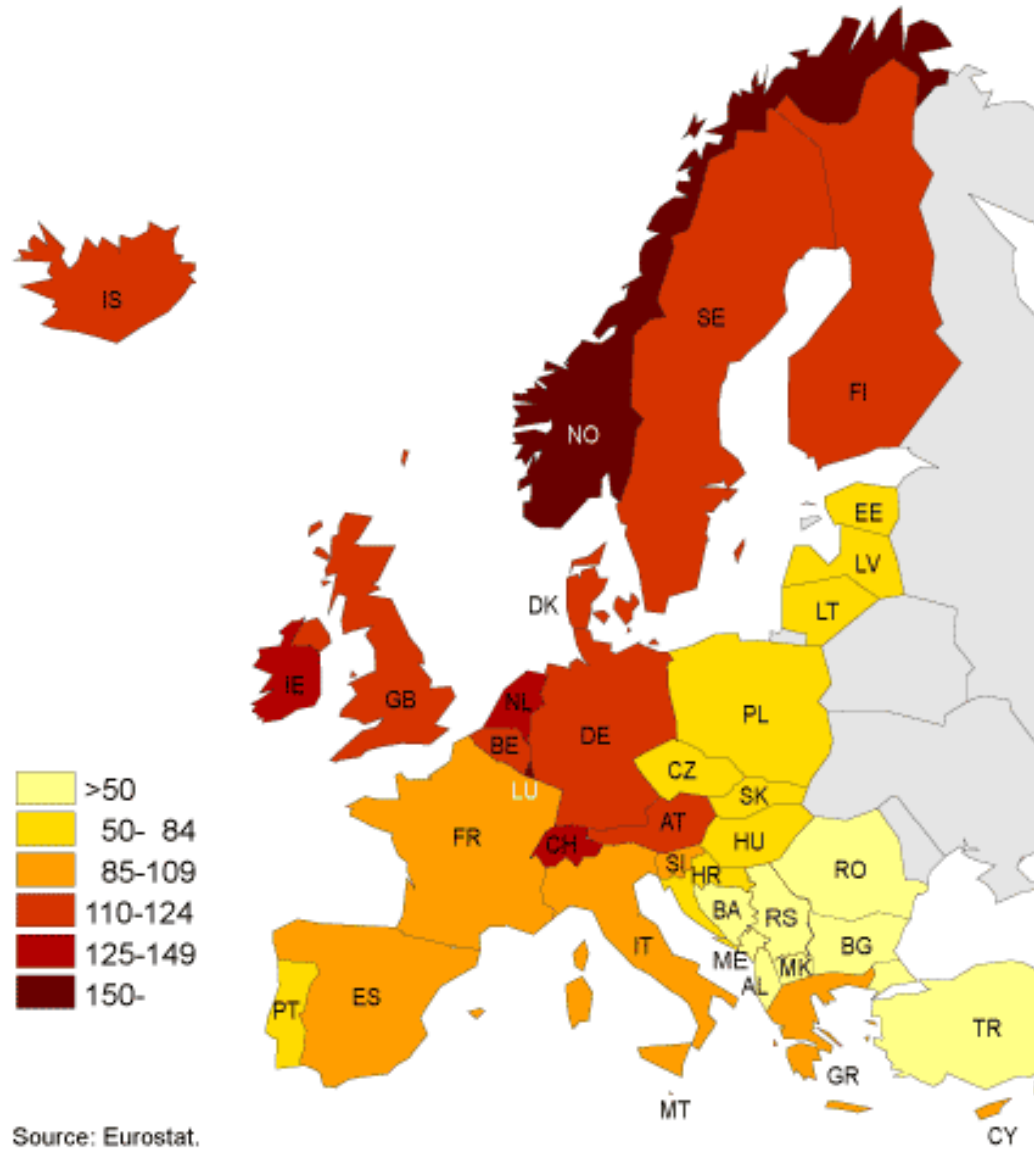 IS
SE
FI
NO
EE
LV
DK
LT
IE
GB
NL
BE
DE
PL
CZ
LU
SK
FR
CH
AT
HU
SI
HR
RO
BA
RS
IT
BG
ME
MK
AL
PT
ES
TR
GR
MT
CY
>50
50- 84
85-109
110-124
125-149
150-
Source: Eurostat.